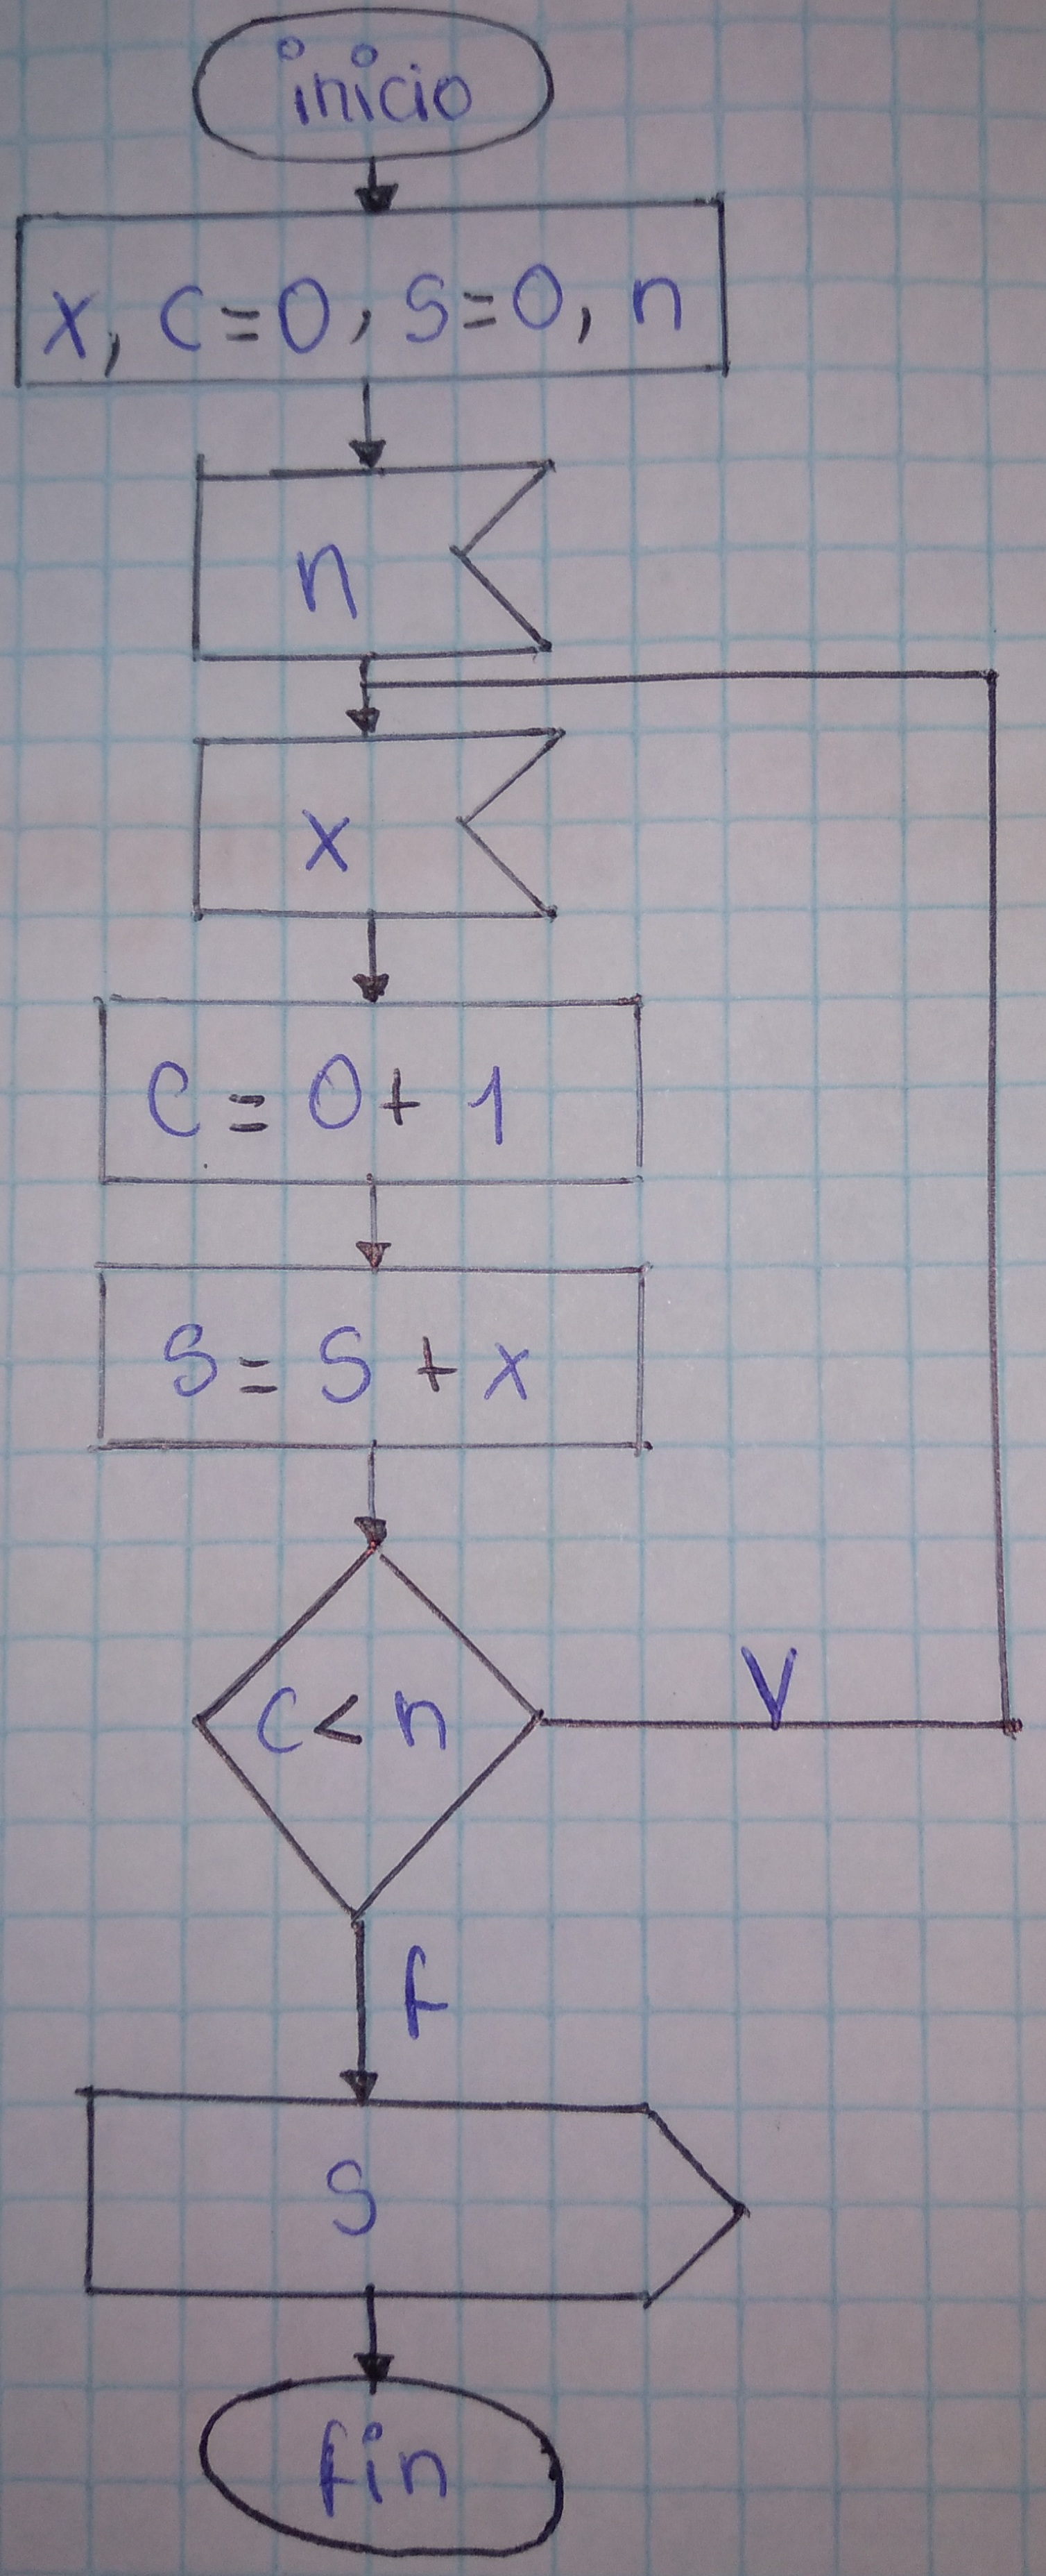 inicio
x, c=0, s=0, n
n
x
C = 0 + 1
S = S + x
c < n
V
f
S
fin